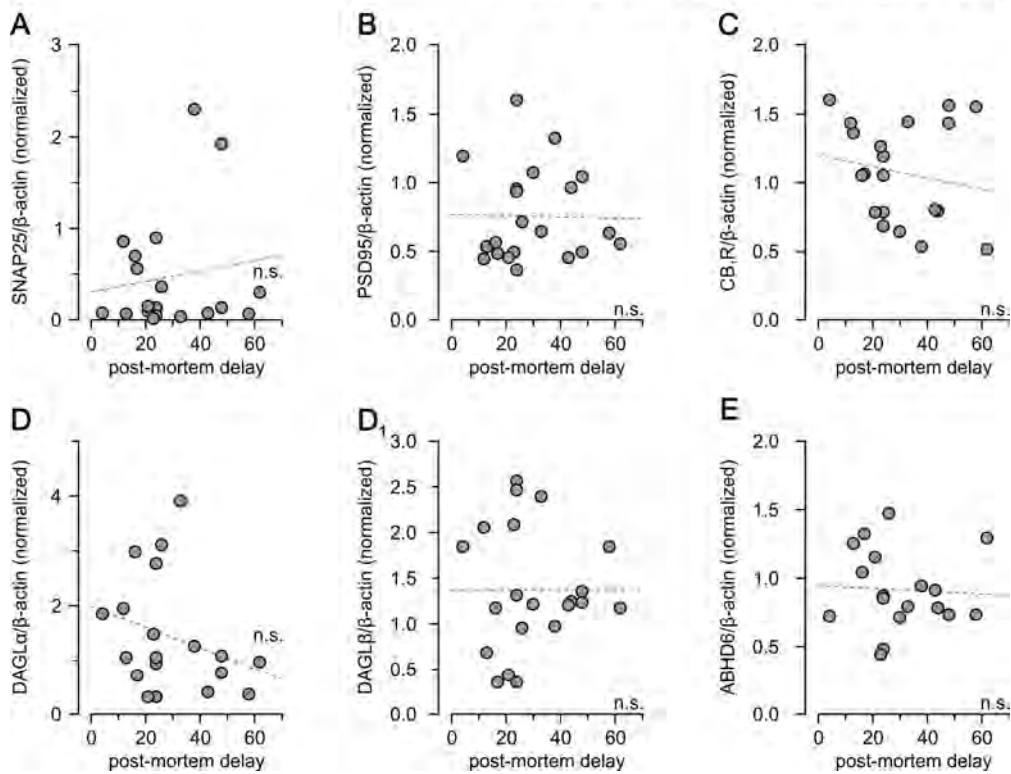 A
SNAP25/β-actin (normalized)
3
2
1
0
n.s.
0 20 40 60
post-mortem delay
B
PSD95/β-actin (normalized)
2.0
1.5
1.0
0.5
0.0
n.s.
0 20 40 60
post-mortem delay
C
CB₁R/β-actin (normalized)
2.0
1.5
1.0
0.5
0.0
n.s.
0 20 40 60
post-mortem delay
D
DAGLα/β-actin (normalized)
4
2
0
n.s.
0 20 40 60
post-mortem delay
D₁
DAGLβ/β-actin (normalized)
3.0
2.5
2.0
1.5
1.0
0.5
0.0
n.s.
0 20 40 60
post-mortem delay
E
ABHD6/β-actin (normalized)
2.0
1.5
1.0
0.5
0.0
n.s.
0 20 40 60
post-mortem delay